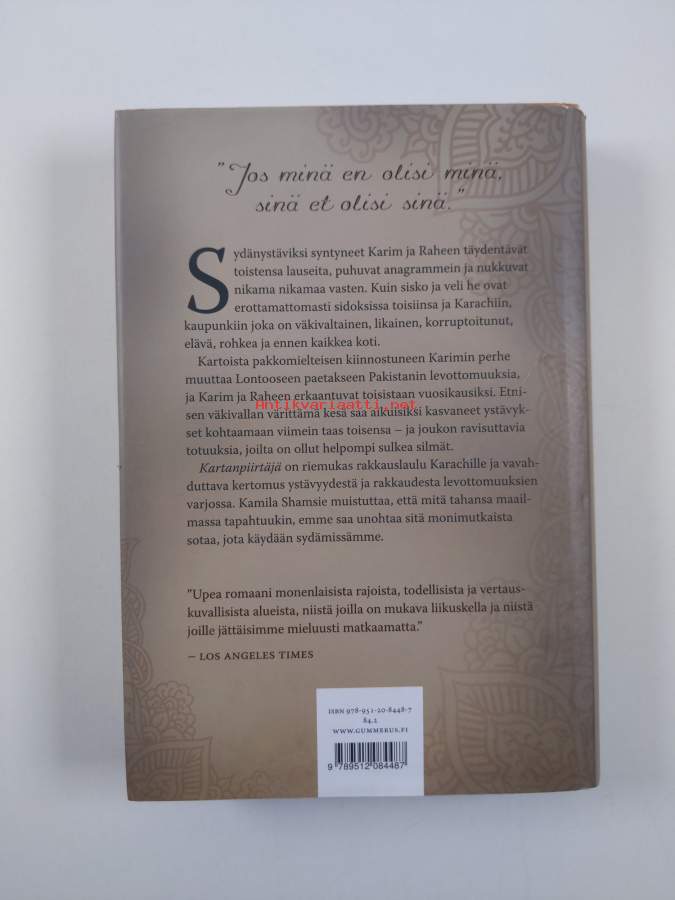 "Jos minä en olisi minä,
sinä et olisi sinä."
Sydänystäviksi syntyneet Karim ja Raheen täydentävät
toistensa lauseita, puhuvat anagrammein ja nukkuvat
nikama nikamaa vasten. Kuin sisko ja veli he ovat
erottamattomasti sidoksissa toisiinsa ja Karachiin,
kaupunkiin joka on väkivaltainen, likainen, korruptoitunut,
elävä, rohkea ja ennen kaikkea koti.
Kartoista pakkomielteisen kiinnostuneen Karimin perhe
muuttaa Lontooseen paetakseen Pakistanin levottomuuksia,
ja Karim ja Raheen erkaantuvat toisistaan vuosikausiksi. Etni-
Antikvariaatti.net
sen väkivallan värittämä kesä saa aikuisiksi kasvaneet ystävyk-
set kohtaamaan viimein taas toisensa – ja joukon ravisuttavia
totuuksia, joilta on ollut helpompi sulkea silmät.
Kartanpiirtäjä on riemukas rakkauslaulu Karachille ja vavah-
duttava kertomus ystävyydestä ja rakkaudesta levottomuuksien
varjossa. Kamila Shamsie muistuttaa, että mitä tahansa maail-
massa tapahtuukin, emme saa unohtaa sitä monimutkaista
sotaa, jota käydään sydämissämme.
"Upea romaani monenlaisista rajoista, todellisista ja vertaus-
kuvallisista alueista, niistä joilla on mukava liikuskella ja niistä
joille jättäisimme mieluusti matkaamatta."
– LOS ANGELES TIMES
ISBN 978-951-20-8448-7
84.2
WWW.GUMMERUS.FI
9 789512 084487